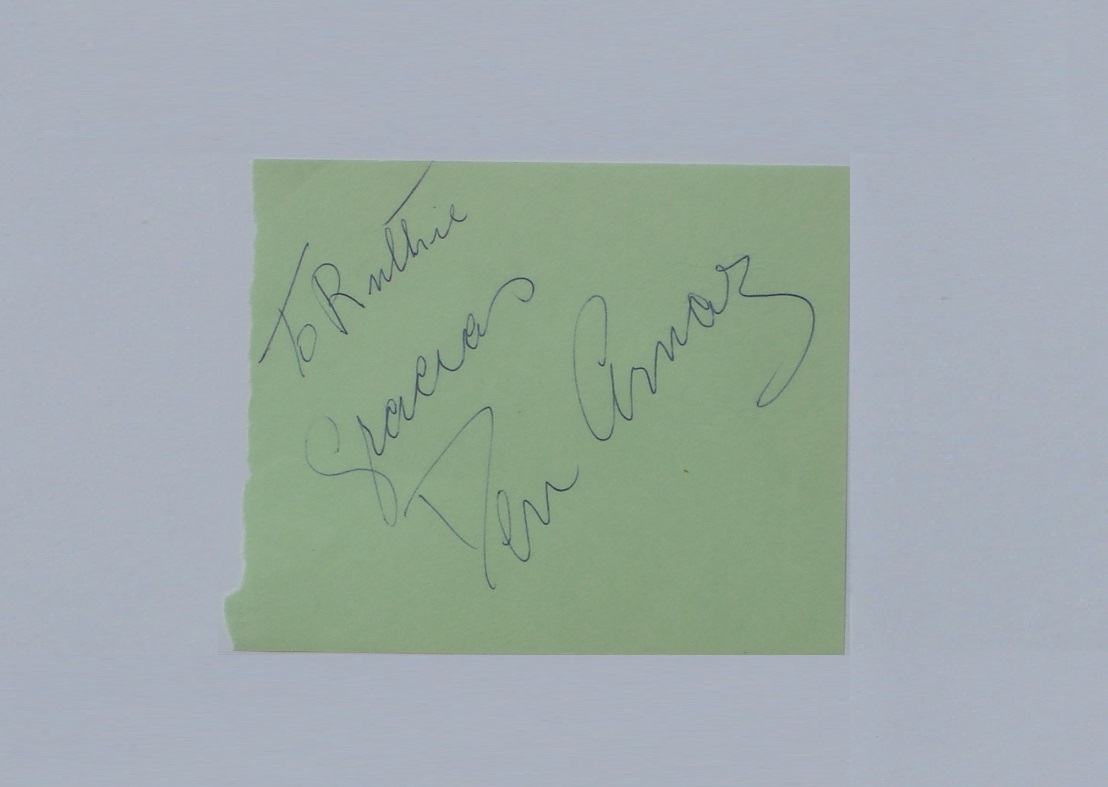 To Ruthie
Gracias
Desi Arnaz